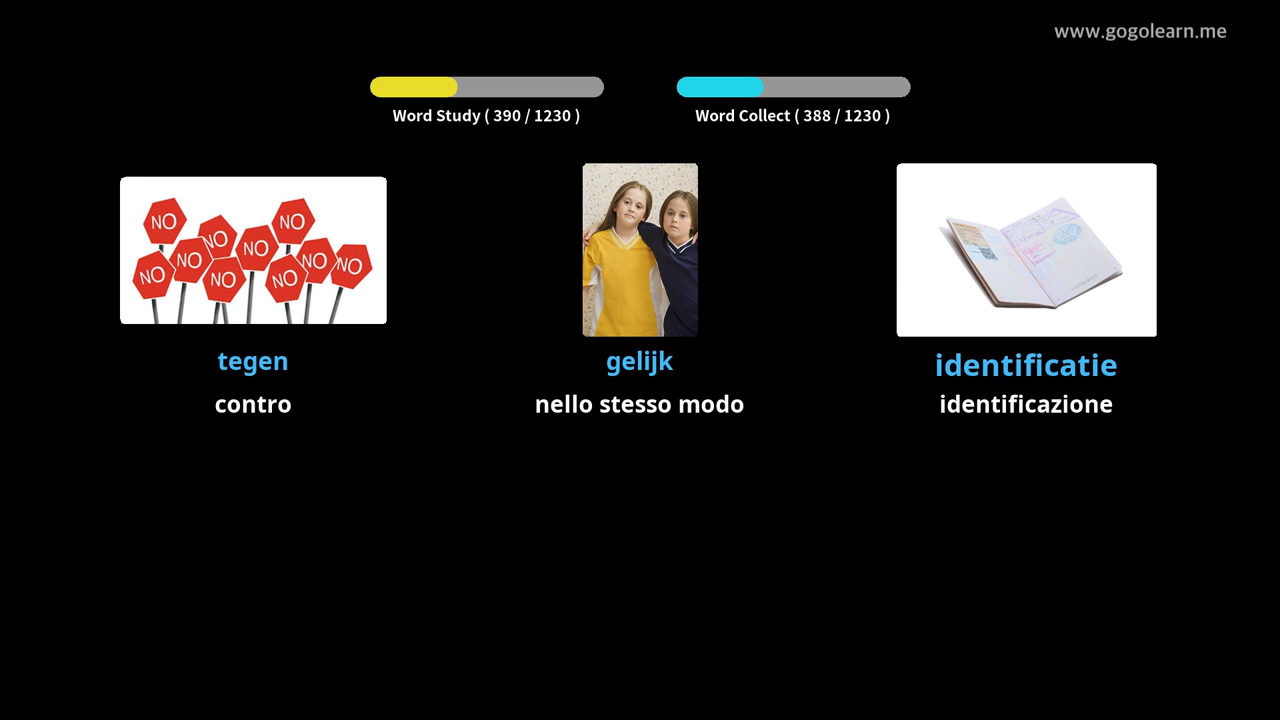 www.gogolearn.me
Word Study ( 390 / 1230 )
Word Collect ( 388 / 1230 )
NO
NO
NO
NO
NO
NO
NO
NO
NO
NO
tegen
gelijk
identificatie
contro
nello stesso modo
identificazione